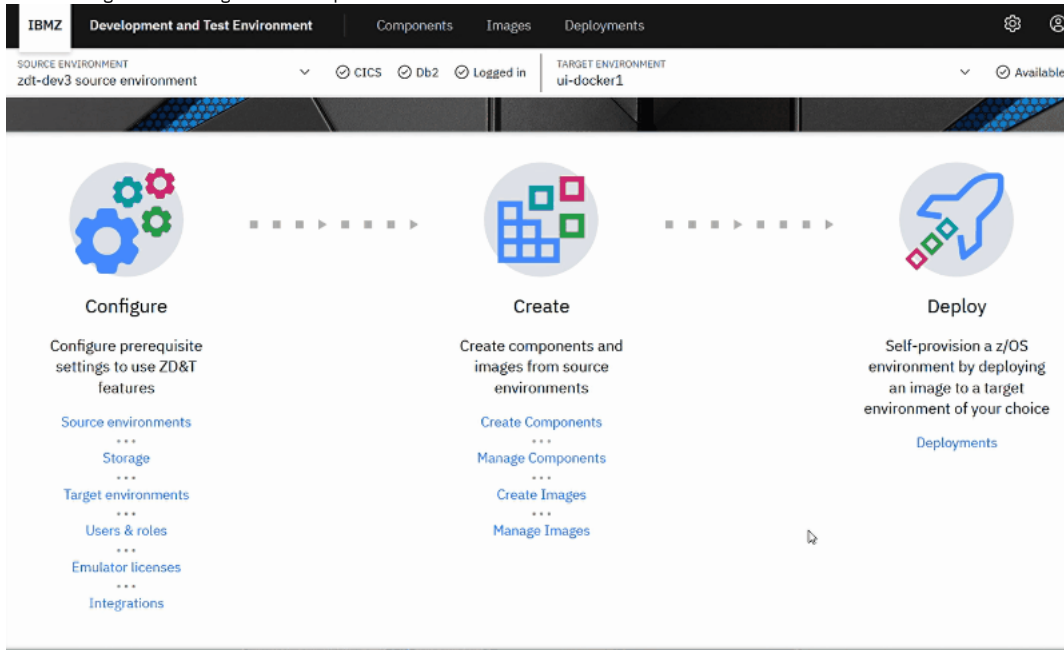 IBMZ Development and Test Environment Components Images Deployments
SOURCE ENVIRONMENT
zdt-dev3 source environment
CICS Db2 Logged in
TARGET ENVIRONMENT
ui-docker1
Available
Configure
Configure prerequisite
settings to use ZD&T
features
Source environments
Storage
Target environments
Users & roles
Emulator licenses
Integrations
Create
Create components and
images from source
environments
Create Components
Manage Components
Create Images
Manage Images
Deploy
Self-provision a z/OS
environment by deploying
an image to a target
environment of your choice
Deployments